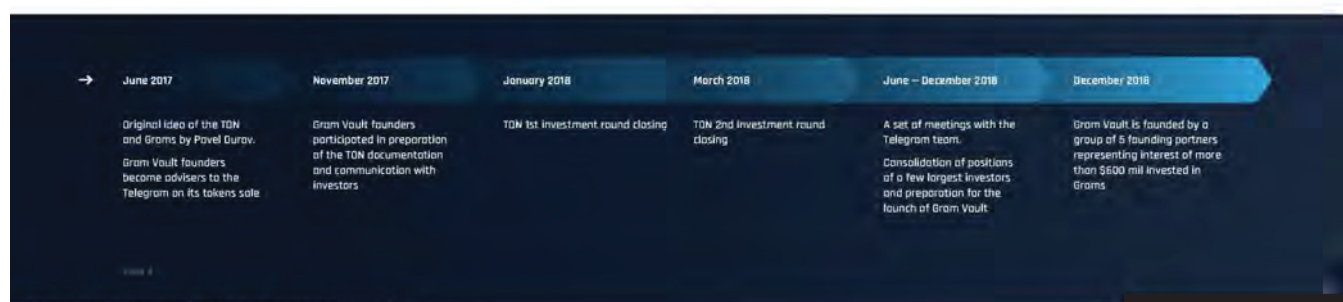 → June 2017
November 2017
January 2018
March 2018
June – December 2018
December 2018
Original idea of the TON
and Grams by Pavel Durov.
Gram Vault founders
become advisers to the
Telegram on its tokens sale
Gram Vault founders
participated in preparation
of the TON documentation
and communication with
investors
TON 1st investment round closing
TON 2nd investment round
closing
A set of meetings with the
Telegram team.
Consolidation of positions
of a few largest investors
and preparation for the
launch of Gram Vault
Gram Vault is founded by a
group of 5 founding partners
representing interest of more
than $600 mil invested in
Grams